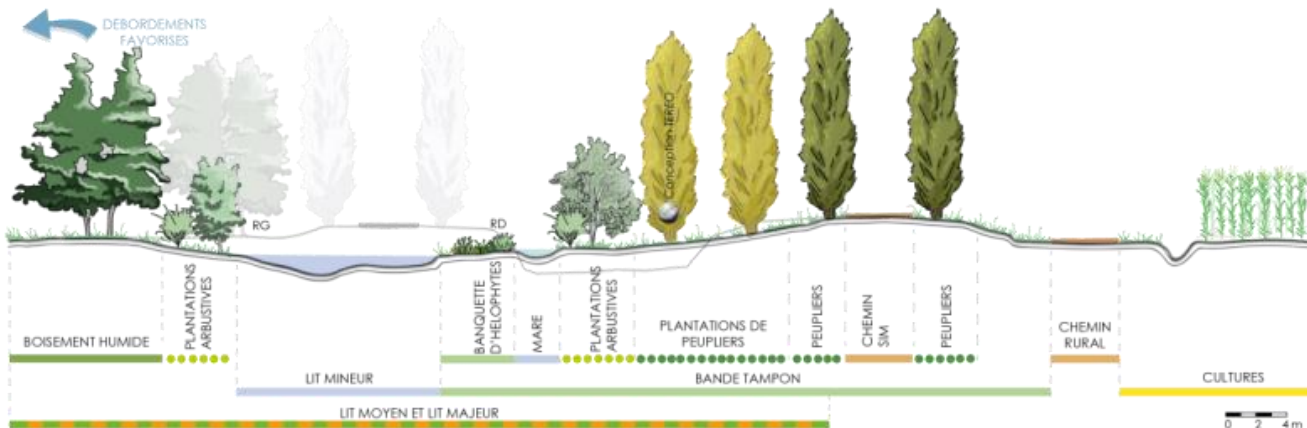 DEBORDEMENTS
FAVORISES
Conception TEREO
RG
RD
BOISEMENT HUMIDE
PLANTATIONS
ARBUSTIVES
BANQUETTE
D'HELOPHYTES
MARE
PLANTATIONS
ARBUSTIVES
PLANTATIONS DE
PEUPLIERS
PEUPLIERS
CHEMIN
SIM
PEUPLIERS
CHEMIN
RURAL
LIT MINEUR
BANDE TAMPON
CULTURES
LIT MOYEN ET LIT MAJEUR
0 2 4 m